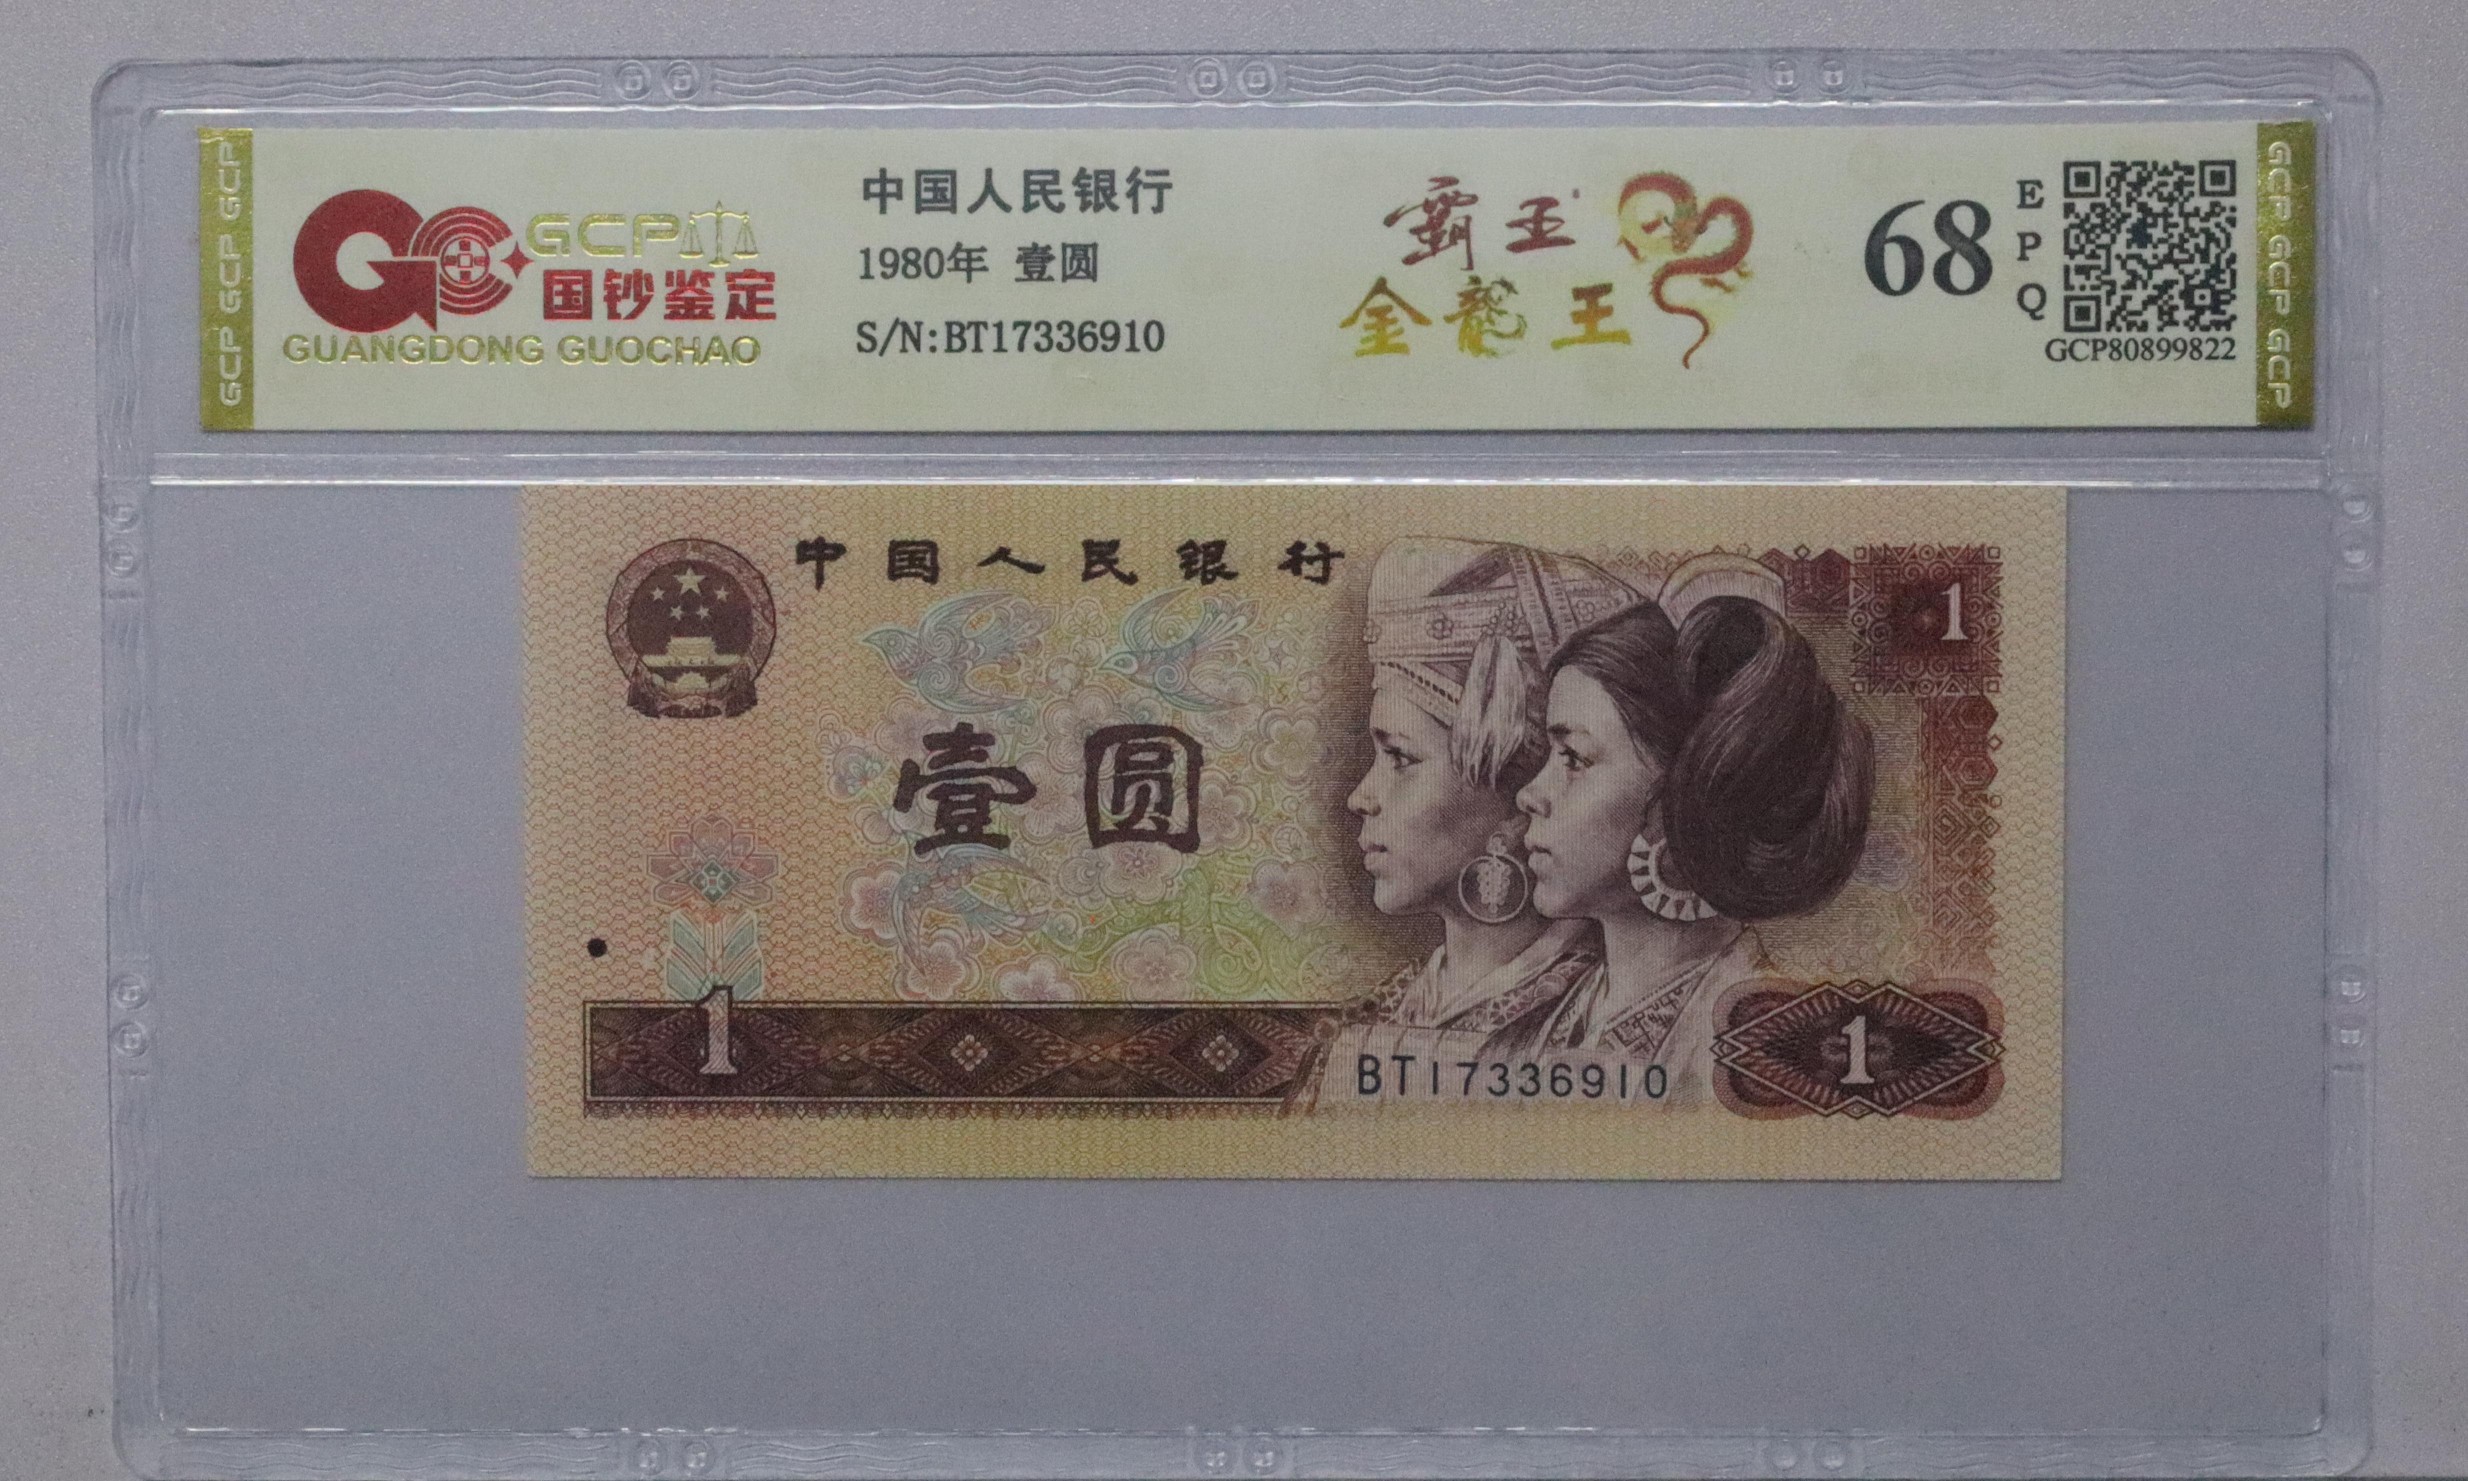 GCP GCP GCP
GCP
国钞鉴定
GUANGDONG GUOCHAO
中国人民银行
1980年 壹圆
S/N:BT17336910
霸王
金龍王
68
EPQ
GCP80899822
GCP GCP GCP
中国人民银行
1
壹圆
1
BT17336910
1